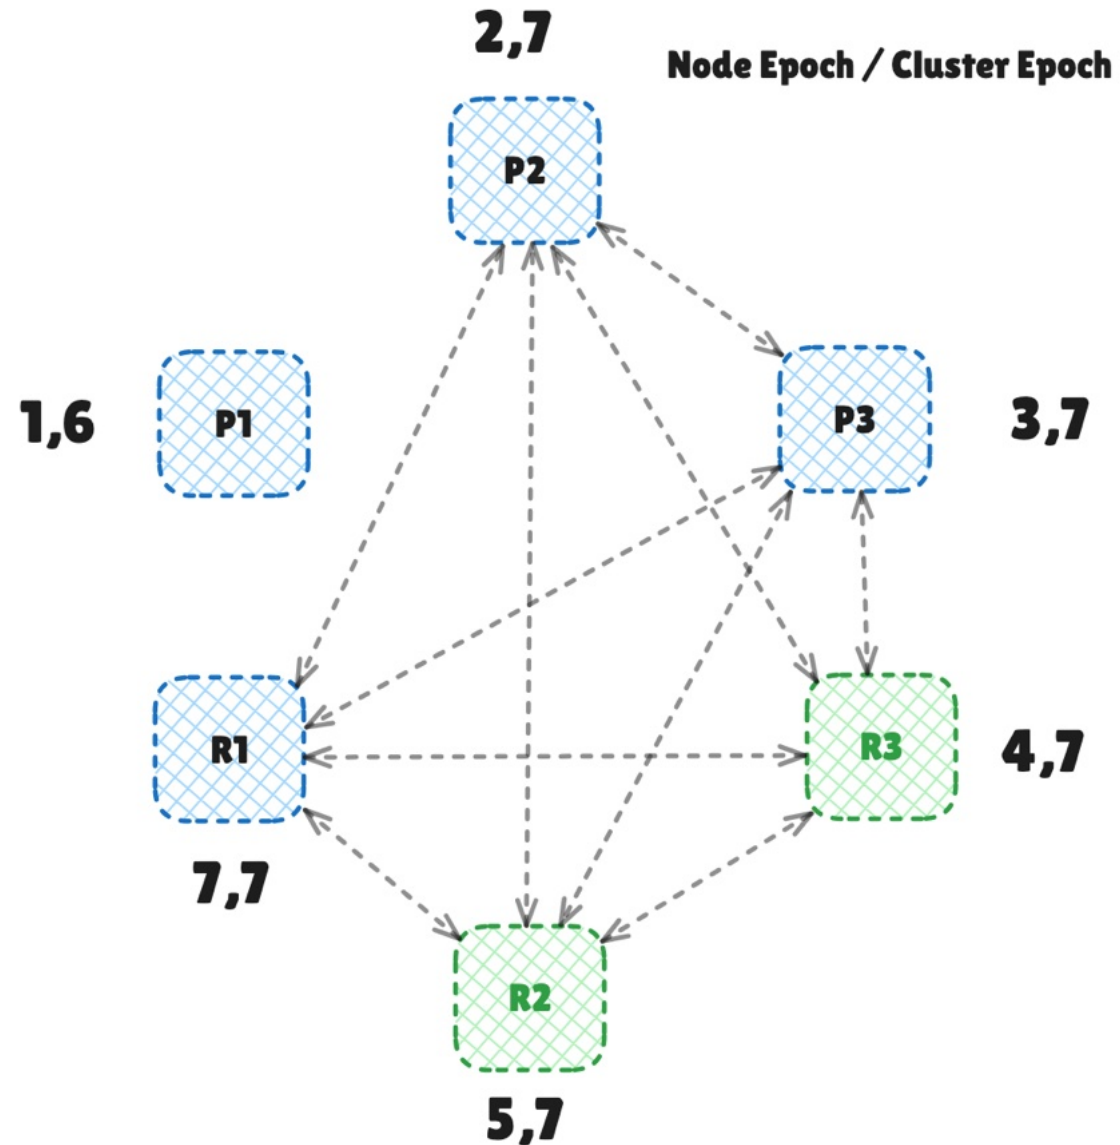 2,7
Node Epoch / Cluster Epoch
P2
P1
1,6
P3
3,7
R1
7,7
R3
4,7
R2
5,7